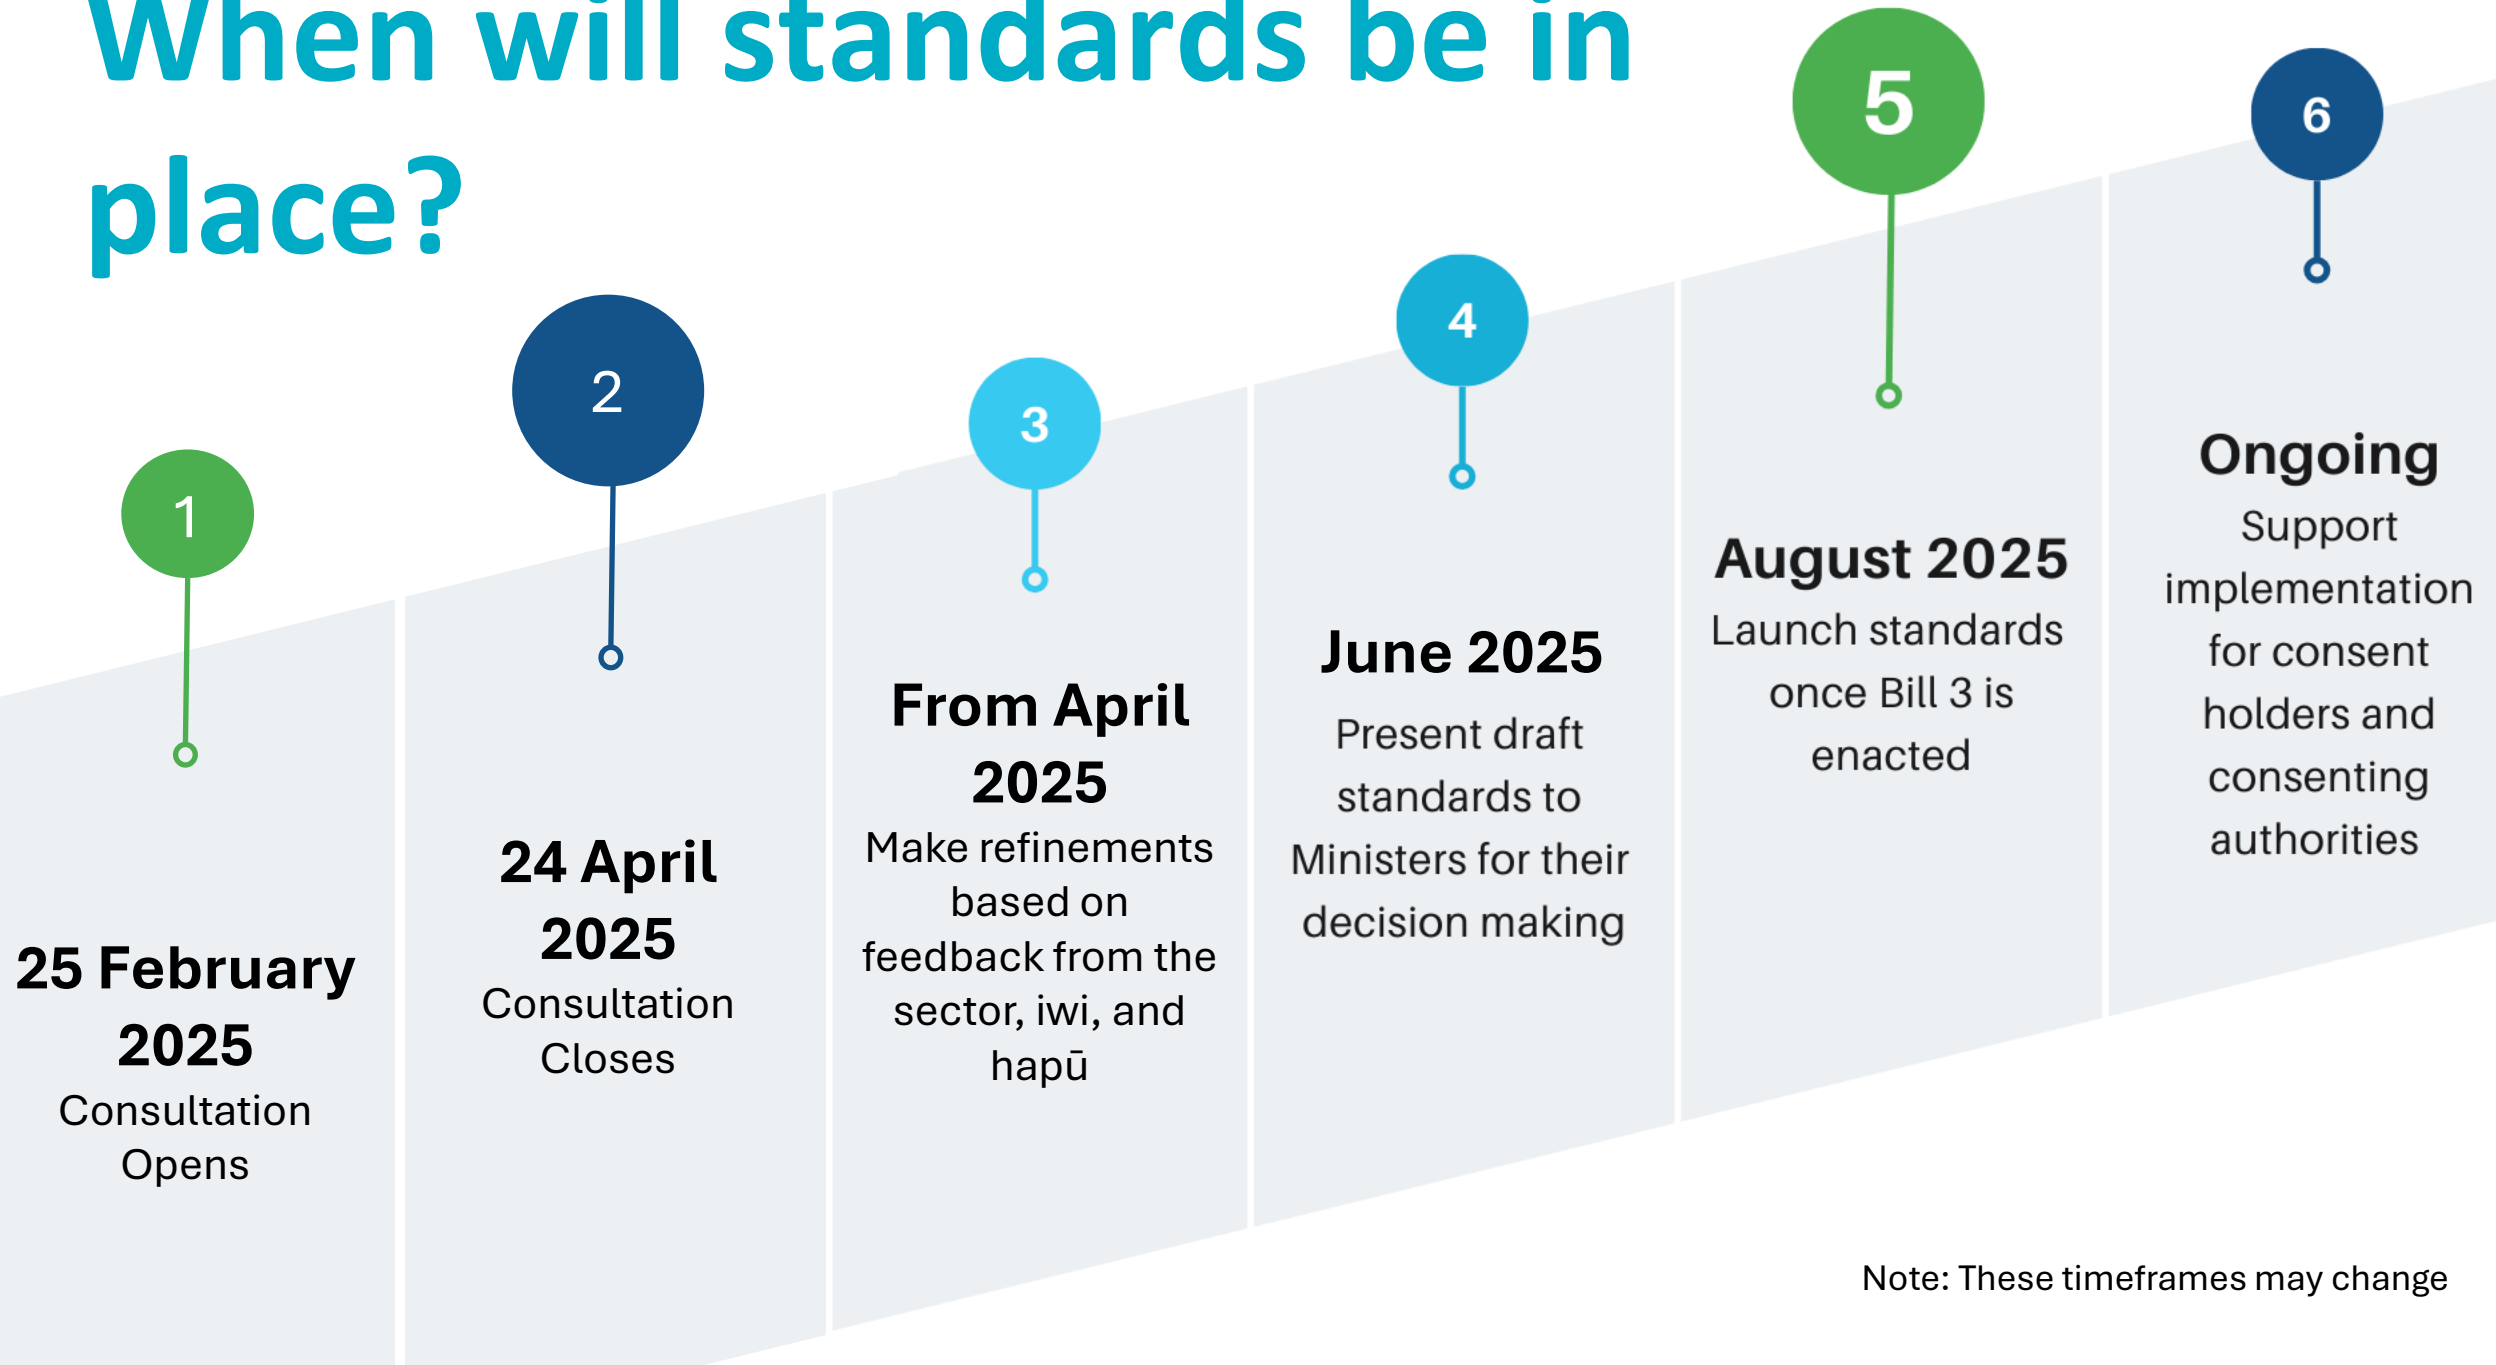 When will standards be in
place?
1
25 February
2025
Consultation
Opens
2
24 April
2025
Consultation
Closes
3
From April
2025
Make refinements
based on
feedback from the
sector, iwi, and
hapū
4
June 2025
Present draft
standards to
Ministers for their
decision making
5
August 2025
Launch standards
once Bill 3 is
enacted
6
Ongoing
Support
implementation
for consent
holders and
consenting
authorities
Note: These timeframes may change